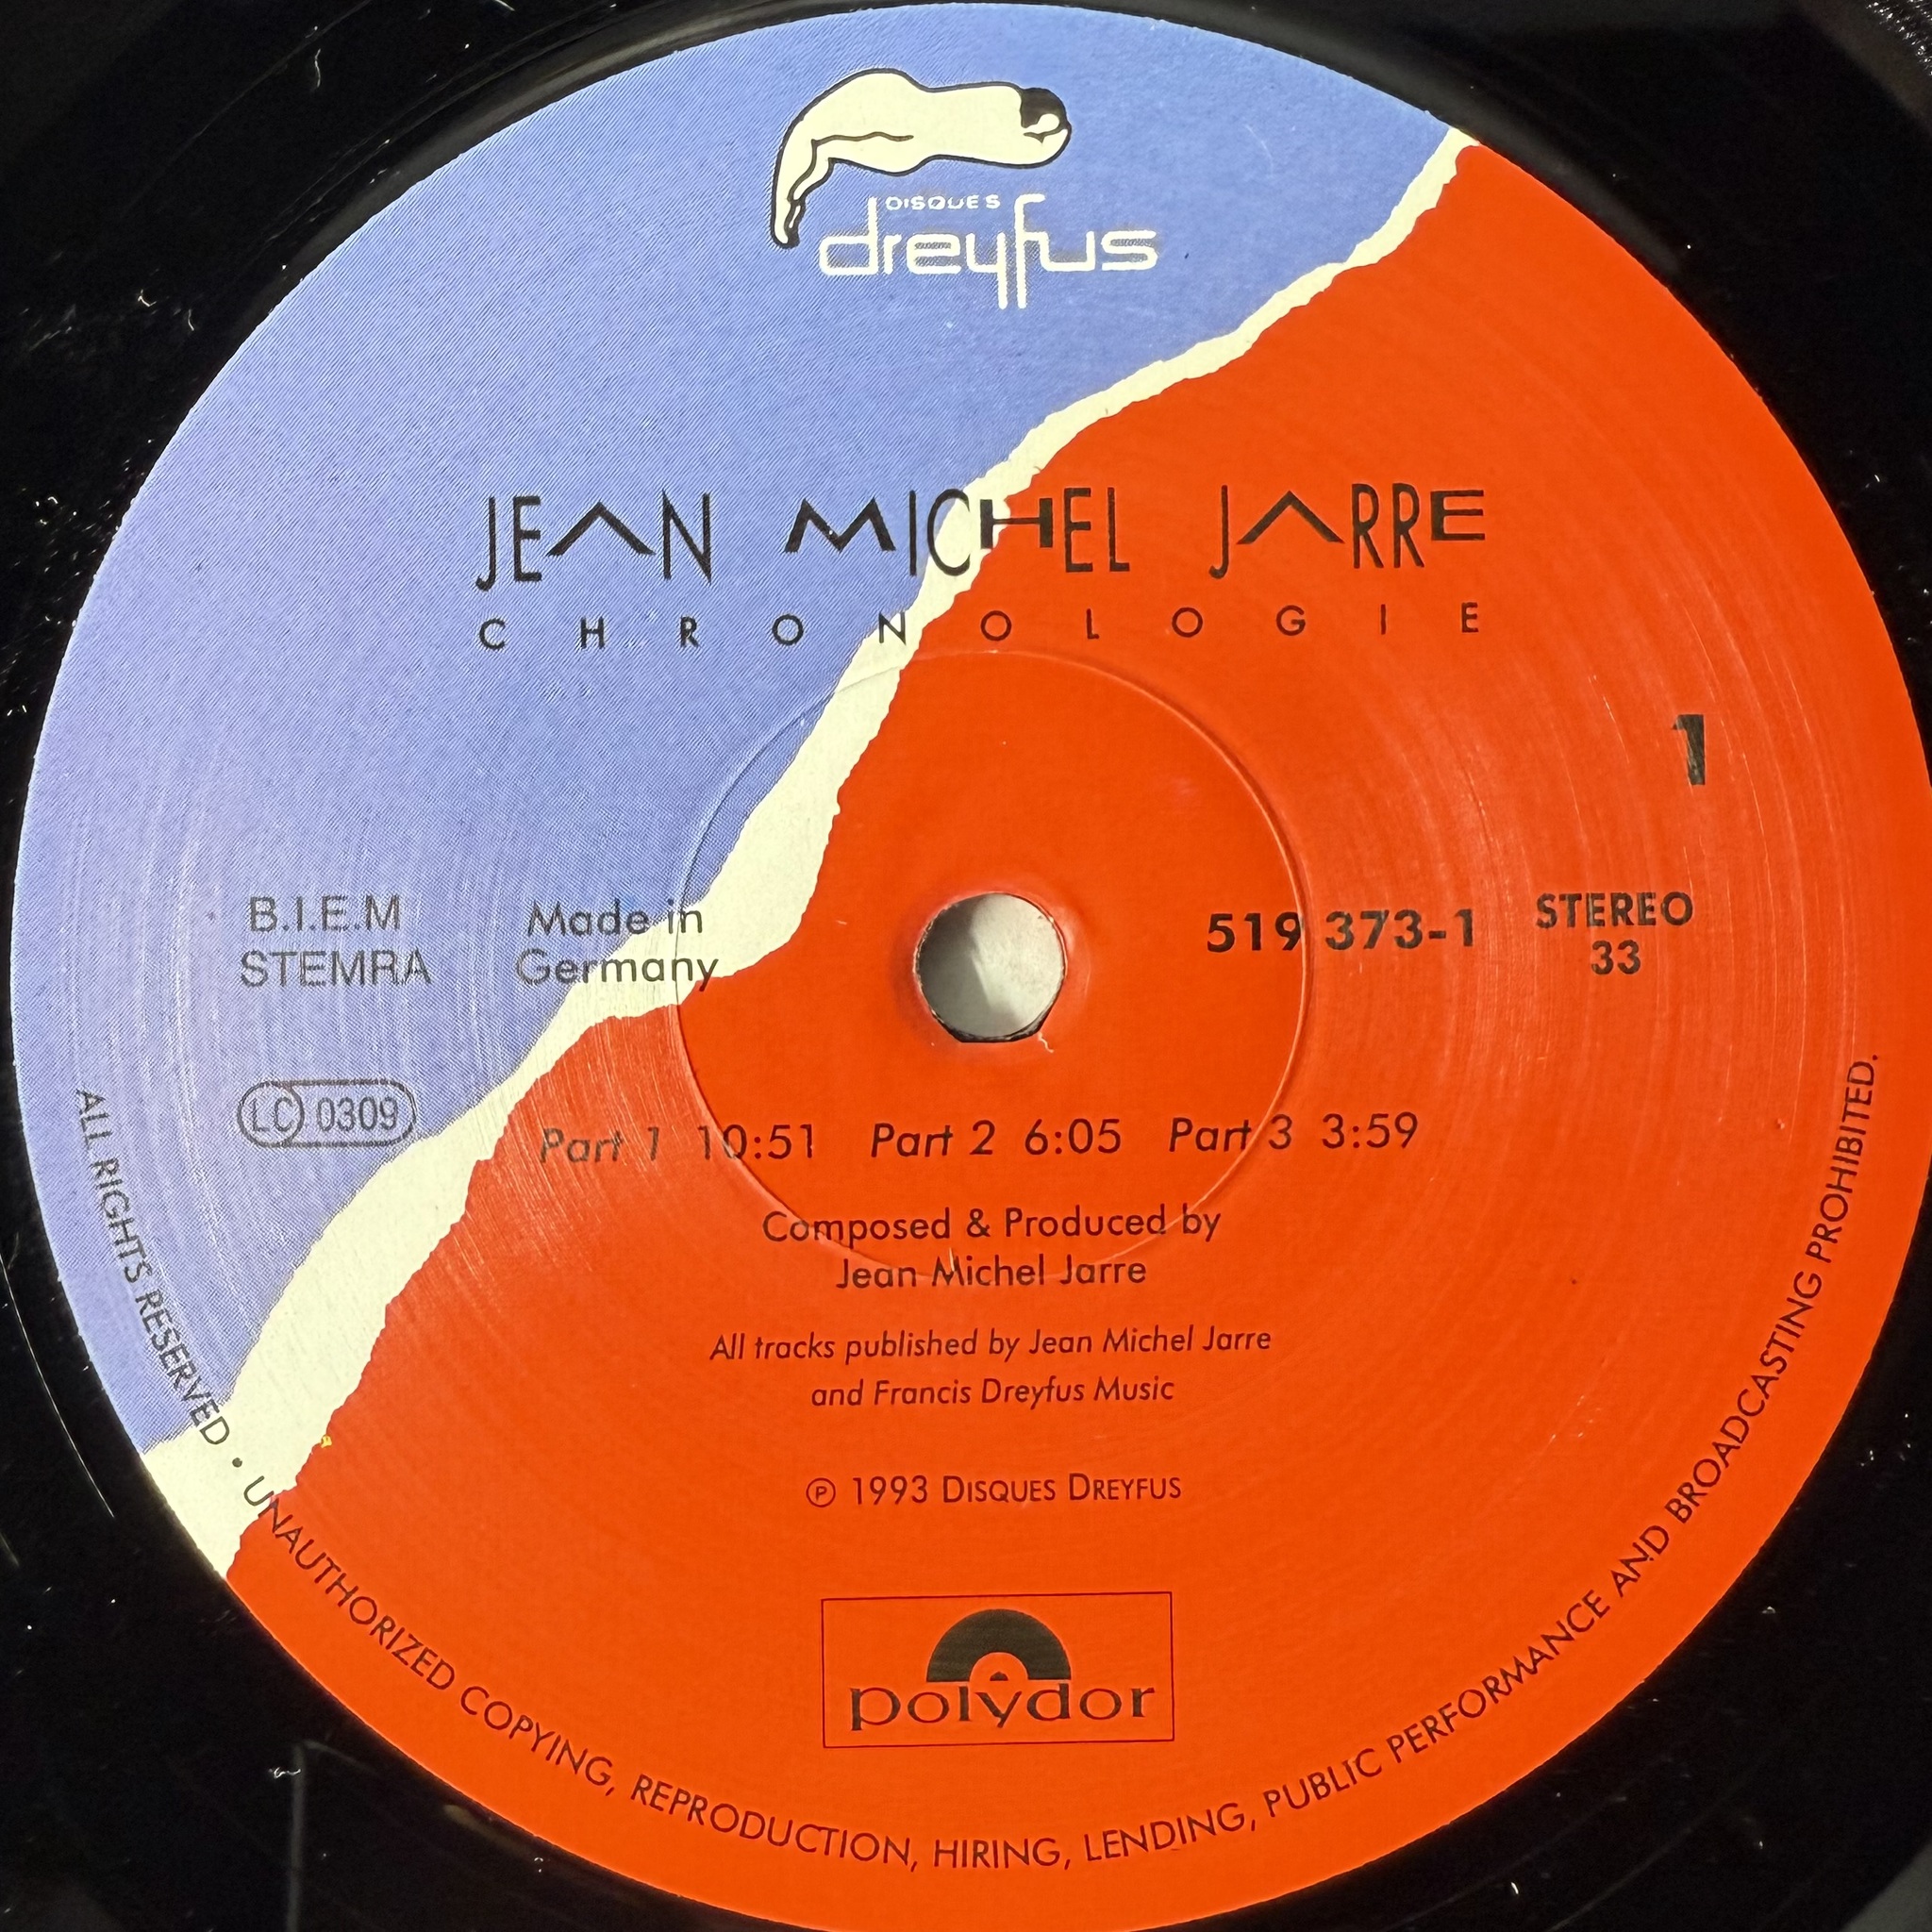 DISQUES
dreyfus
JEAN MICHEL JARRE
CHRONOLOGIE
1
B.I.E.M
STEMRA
Made in
Germany
519 373-1
STEREO
33
LC 0309
Part 1 10:51 Part 2 6:05 Part 3 3:59
Composed & Produced by
Jean Michel Jarre
All tracks published by Jean Michel Jarre
and Francis Dreyfus Music
℗ 1993 DISQUES DREYFUS
polydor
ALL RIGHTS RESERVED • UNAUTHORIZED COPYING, REPRODUCTION, HIRING, LENDING, PUBLIC PERFORMANCE AND BROADCASTING PROHIBITED.